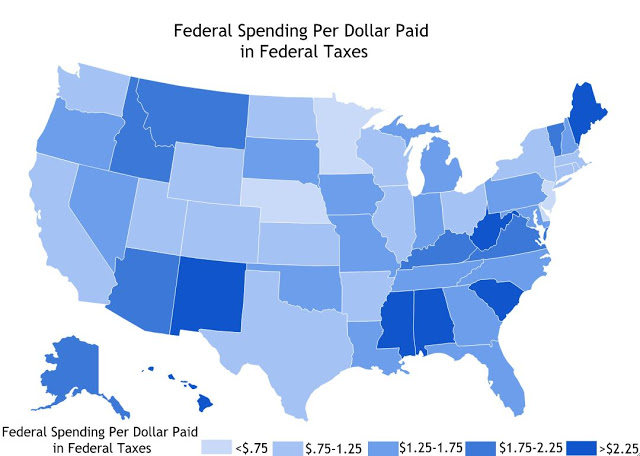 Federal Spending Per Dollar Paid
in Federal Taxes
Federal Spending Per Dollar Paid
in Federal Taxes
<$.75
$.75-1.25
$1.25-1.75
$1.75-2.25
>$2.25